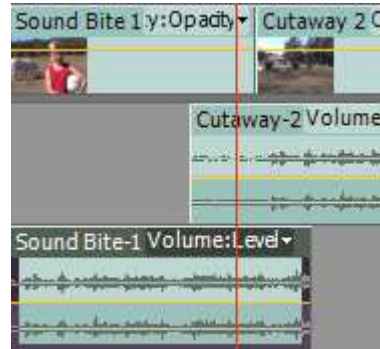 Sound Bite 1 y:Opacity Cutaway 2 O
Cutaway-2 Volume
Sound Bite-1 Volume:Level